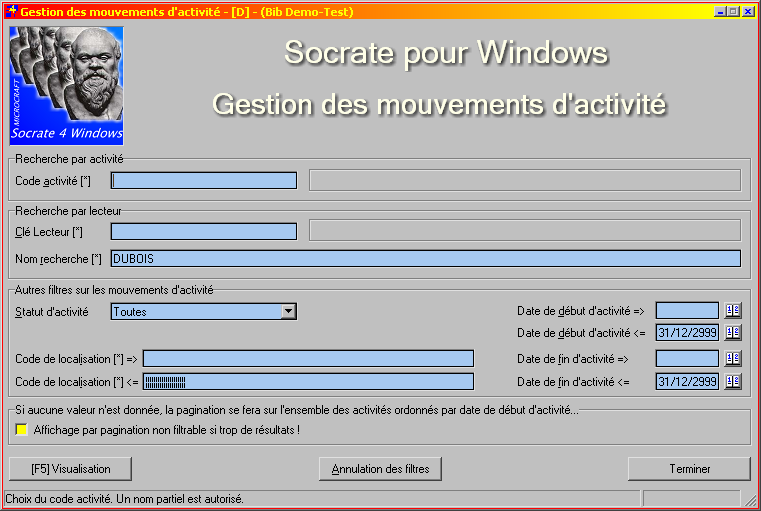 Gestion des mouvements d'activité - [D] - (Bib Demo-Test)
MICROCRAFT
Socrate 4 Windows
Socrate pour Windows
Gestion des mouvements d'activité
Recherche par activité
Code activité [*]
Recherche par lecteur
Clé Lecteur [*]
Nom recherche [*] DUBOIS
Autres filtres sur les mouvements d'activité
Statut d'activité Toutes Date de début d'activité =>
Date de début d'activité <= 31/12/2999
Code de localisation [*] => Date de fin d'activité =>
Code de localisation [*] <= Date de fin d'activité <= 31/12/2999
Si aucune valeur n'est donnée, la pagination se fera sur l'ensemble des activités ordonnés par date de début d'activité...
Affichage par pagination non filtrable si trop de résultats !
[F5] Visualisation Annulation des filtres Terminer
Choix du code activité. Un nom partiel est autorisé.